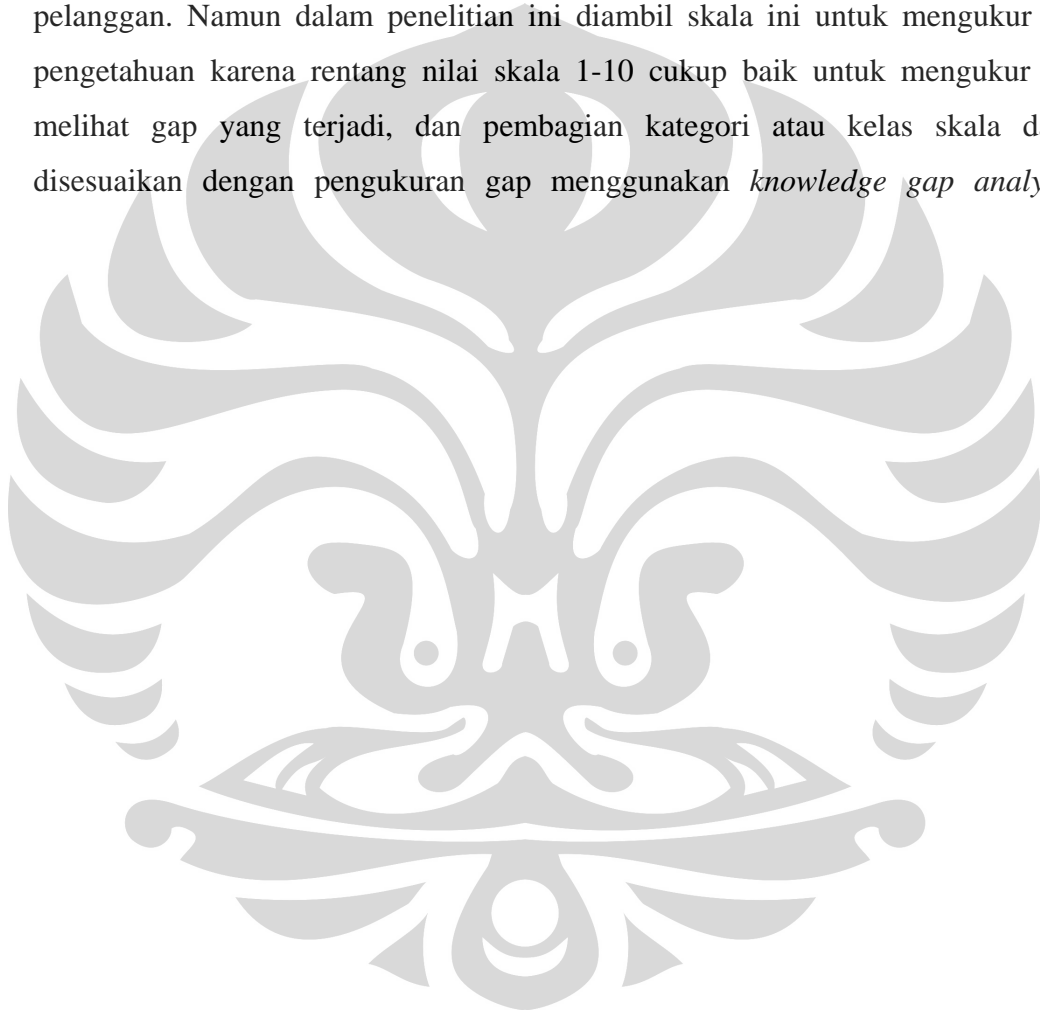 pelanggan. Namun dalam penelitian ini diambil skala ini untuk mengukur
pengetahuan karena rentang nilai skala 1-10 cukup baik untuk mengukur
melihat gap yang terjadi, dan pembagian kategori atau kelas skala
disesuaikan dengan pengukuran gap menggunakan knowledge gap